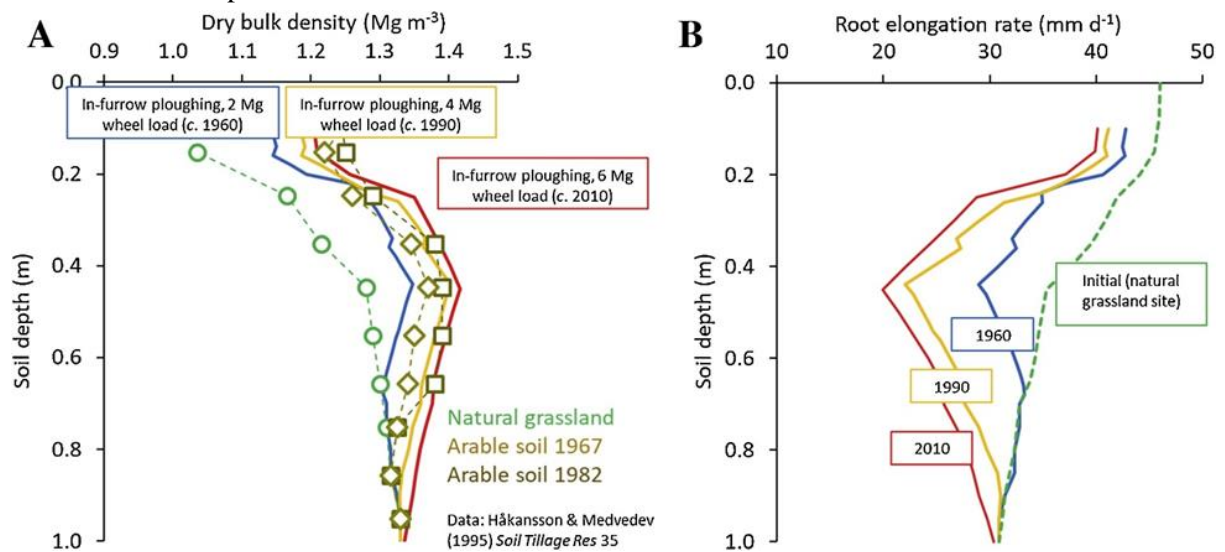 A
Dry bulk density (Mg m⁻³)
0.9 1.0 1.1 1.2 1.3 1.4 1.5
Soil depth (m)
0.0
0.2
0.4
0.6
0.8
1.0
In-furrow ploughing, 2 Mg
wheel load (c. 1960)
In-furrow ploughing, 4 Mg
wheel load (c. 1990)
In-furrow ploughing, 6 Mg
wheel load (c. 2010)
Natural grassland
Arable soil 1967
Arable soil 1982
Data: Håkansson & Medvedev
(1995) Soil Tillage Res 35
B
Root elongation rate (mm d⁻¹)
10 20 30 40 50
Soil depth (m)
0.0
0.2
0.4
0.6
0.8
1.0
Initial (natural
grassland site)
1960
1990
2010